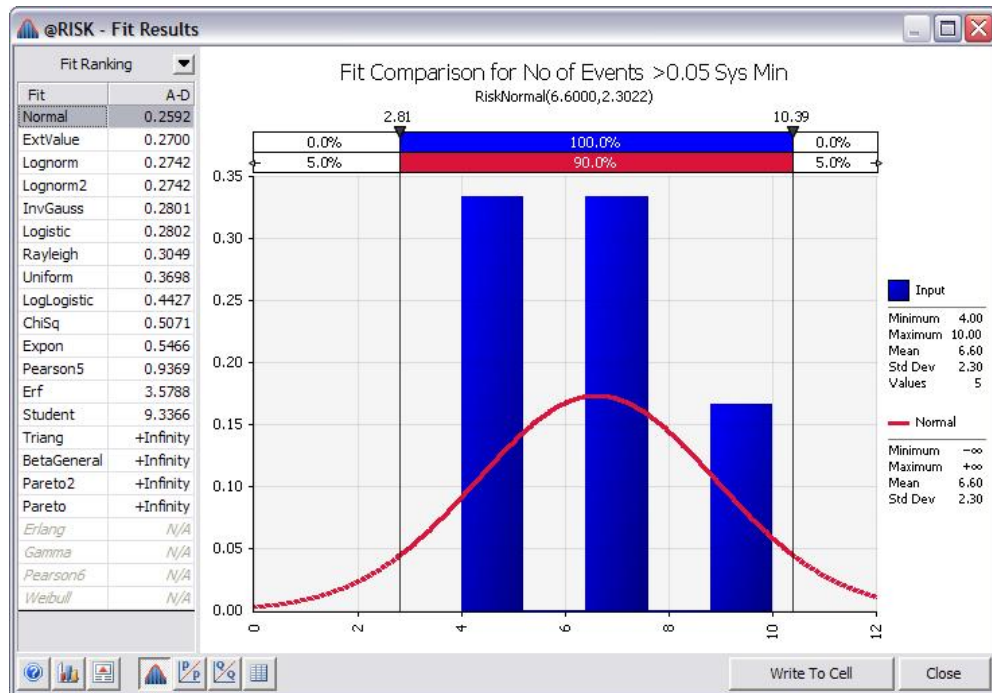 @RISK - Fit Results
Fit Ranking
Fit A-D
Normal 0.2592
ExtValue 0.2700
Lognorm 0.2742
Lognorm2 0.2742
InvGauss 0.2801
Logistic 0.2802
Rayleigh 0.3049
Uniform 0.3698
LogLogistic 0.4427
ChiSq 0.5071
Expon 0.5466
Pearson5 0.9369
Erf 3.5788
Student 9.3366
Triang +Infinity
BetaGeneral +Infinity
Pareto2 +Infinity
Pareto +Infinity
Erlang N/A
Gamma N/A
Pearson6 N/A
Weibull N/A
Fit Comparison for No of Events >0.05 Sys Min
RiskNormal(6.6000,2.3022)
2.81 10.39
0.0% 100.0% 0.0%
5.0% 90.0% 5.0%
0.35
0.30
0.25
0.20
0.15
0.10
0.05
0.00
0 2 4 6 8 10 12
Input
Minimum 4.00
Maximum 10.00
Mean 6.60
Std Dev 2.30
Values 5
Normal
Minimum −∞
Maximum +∞
Mean 6.60
Std Dev 2.30
? P/P Q/Q
Write To Cell Close